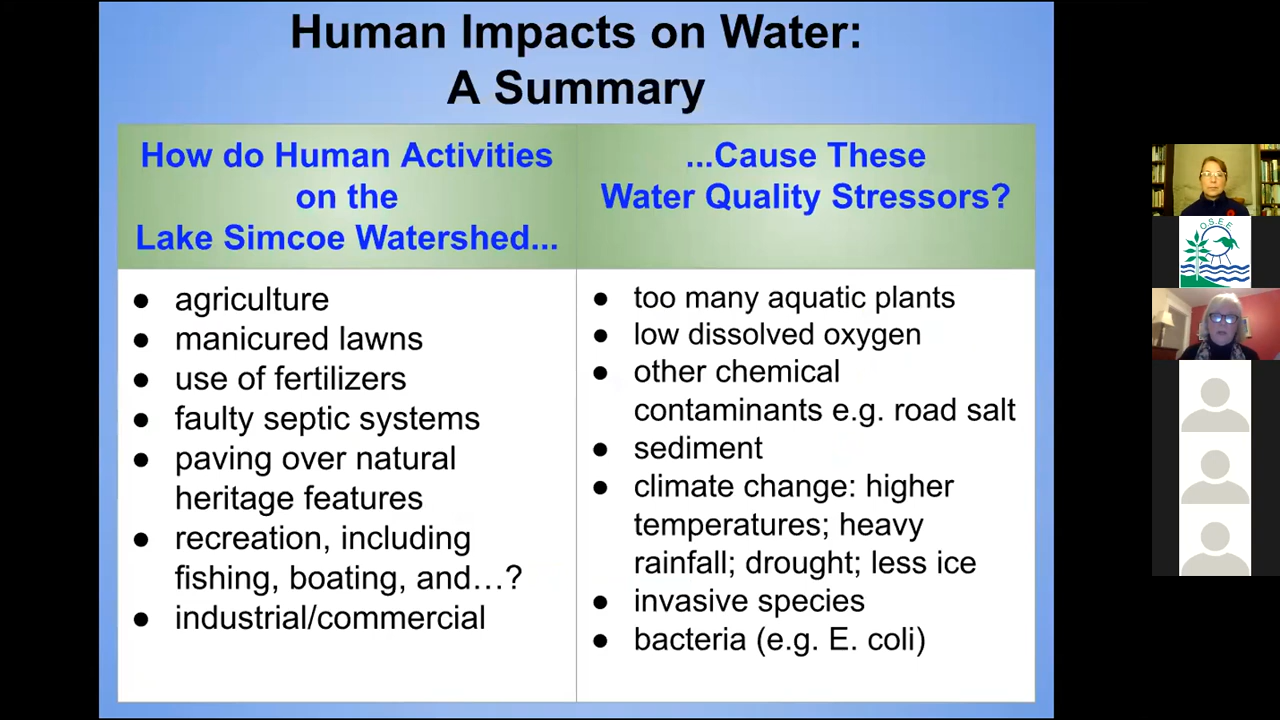 Human Impacts on Water:
A Summary
How do Human Activities
on the
Lake Simcoe Watershed...
...Cause These
Water Quality Stressors?
● agriculture
● manicured lawns
● use of fertilizers
● faulty septic systems
● paving over natural
heritage features
● recreation, including
fishing, boating, and…?
● industrial/commercial
● too many aquatic plants
● low dissolved oxygen
● other chemical
contaminants e.g. road salt
● sediment
● climate change: higher
temperatures; heavy
rainfall; drought; less ice
● invasive species
● bacteria (e.g. E. coli)
O.S.E.E